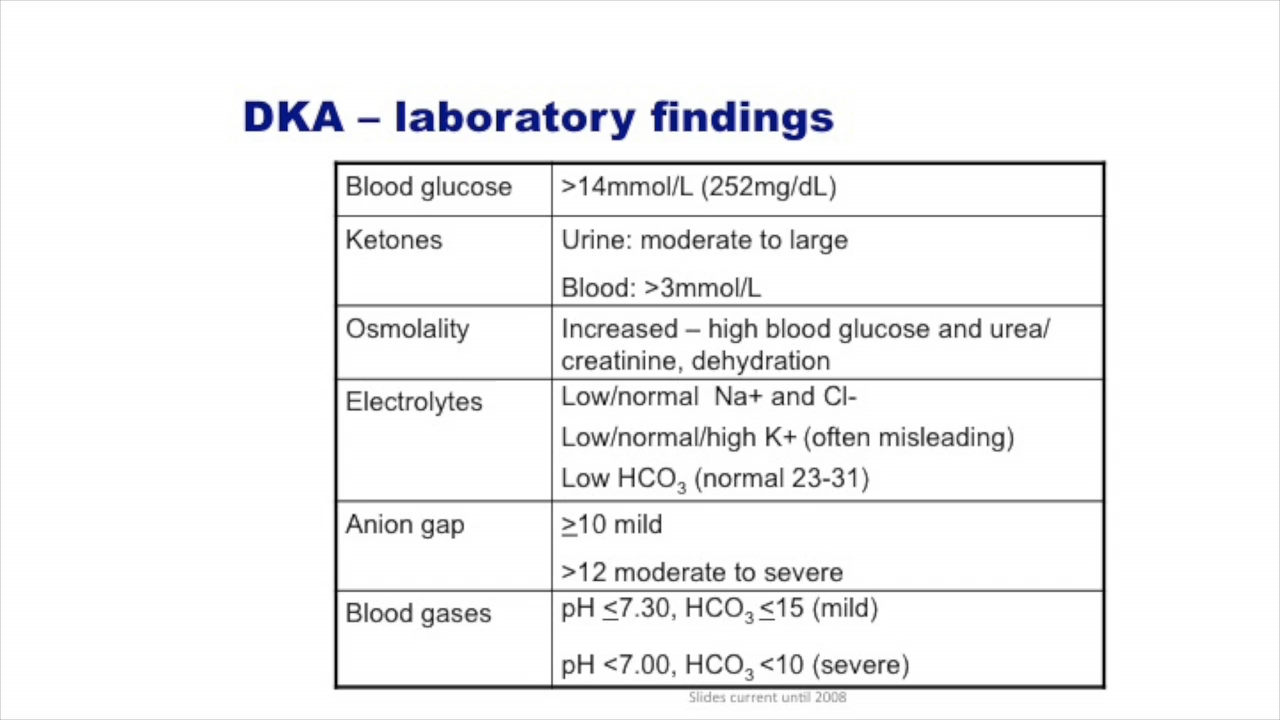 DKA – laboratory findings
Blood glucose >14mmol/L (252mg/dL)
Ketones Urine: moderate to large
Blood: >3mmol/L
Osmolality Increased – high blood glucose and urea/
creatinine, dehydration
Electrolytes Low/normal  Na+ and Cl-
Low/normal/high K+ (often misleading)
Low HCO₃ (normal 23-31)
Anion gap ≥10 mild
>12 moderate to severe
Blood gases pH ≤7.30, HCO₃ ≤15 (mild)
pH <7.00, HCO₃ <10 (severe)
Slides current until 2008